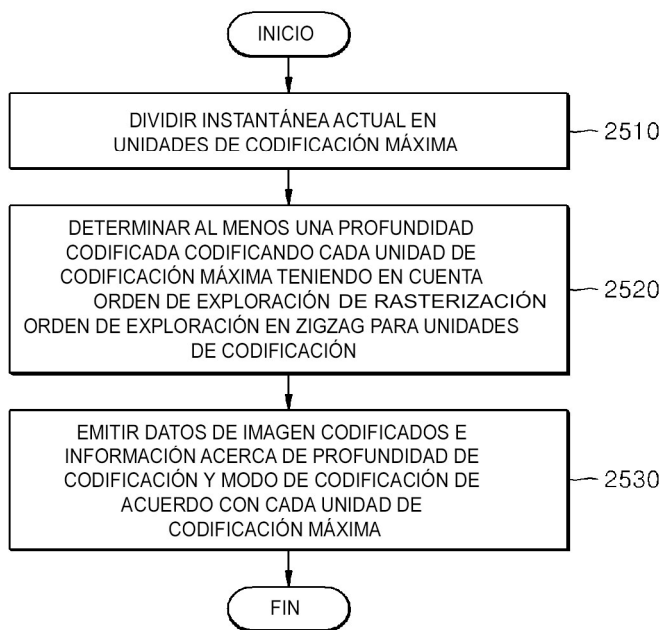 INICIO
DIVIDIR INSTANTÁNEA ACTUAL EN
UNIDADES DE CODIFICACIÓN MÁXIMA
2510
DETERMINAR AL MENOS UNA PROFUNDIDAD
CODIFICADA CODIFICANDO CADA UNIDAD DE
CODIFICACIÓN MÁXIMA TENIENDO EN CUENTA
ORDEN DE EXPLORACIÓN DE RASTERIZACIÓN
ORDEN DE EXPLORACIÓN EN ZIGZAG PARA UNIDADES
DE CODIFICACIÓN
2520
EMITIR DATOS DE IMAGEN CODIFICADOS E
INFORMACIÓN ACERCA DE PROFUNDIDAD DE
CODIFICACIÓN Y MODO DE CODIFICACIÓN DE
ACUERDO CON CADA UNIDAD DE
CODIFICACIÓN MÁXIMA
2530
FIN